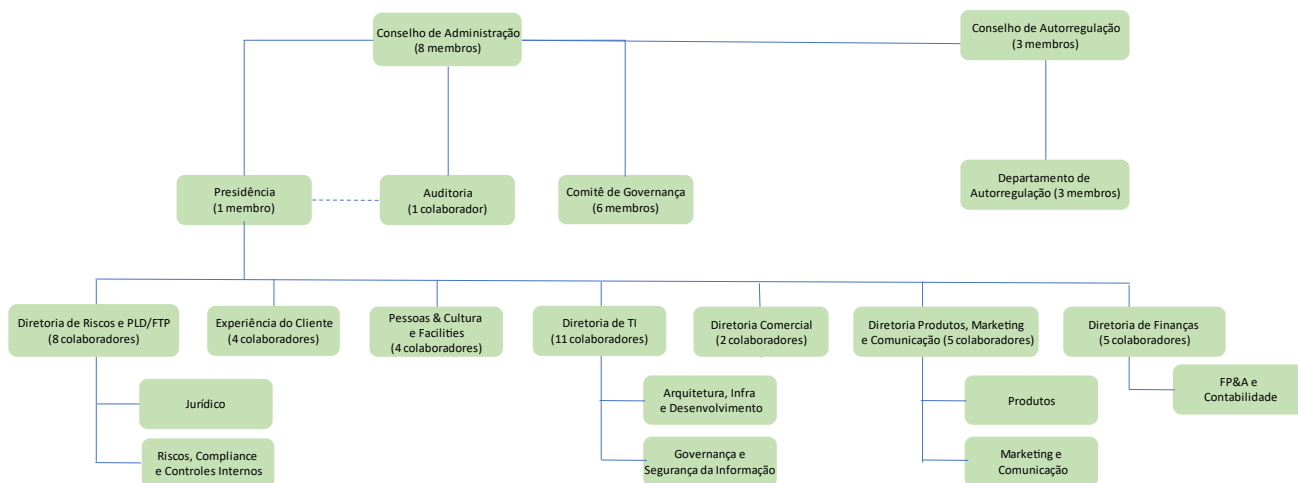 Conselho de Administração
(8 membros)
Conselho de Autorregulação
(3 membros)
Presidência
(1 membro)
Auditoria
(1 colaborador)
Comitê de Governança
(6 membros)
Departamento de
Autorregulação (3 membros)
Diretoria de Riscos e PLD/FTP
(8 colaboradores)
Experiência do Cliente
(4 colaboradores)
Pessoas & Cultura
e Facilities
(4 colaboradores)
Diretoria de TI
(11 colaboradores)
Diretoria Comercial
(2 colaboradores)
Diretoria Produtos, Marketing
e Comunicação (5 colaboradores)
Diretoria de Finanças
(5 colaboradores)
Jurídico
Riscos, Compliance
e Controles Internos
Arquitetura, Infra
e Desenvolvimento
Governança e
Segurança da Informação
Produtos
Marketing e
Comunicação
FP&A e
Contabilidade